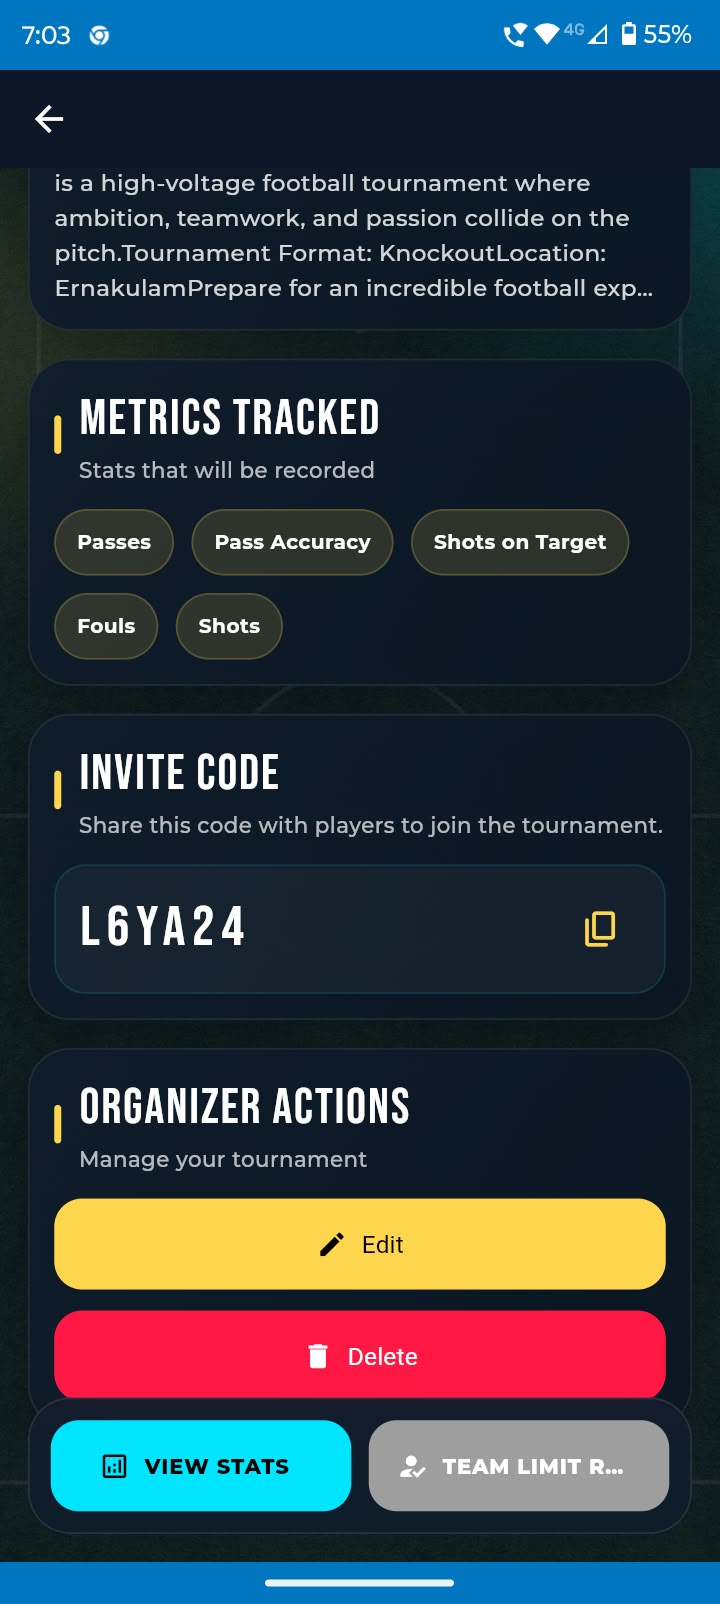 7:03
4G
55%
is a high-voltage football tournament where
ambition, teamwork, and passion collide on the
pitch.Tournament Format: KnockoutLocation:
ErnakulamPrepare for an incredible football exp...
METRICS TRACKED
Stats that will be recorded
Passes
Pass Accuracy
Shots on Target
Fouls
Shots
INVITE CODE
Share this code with players to join the tournament.
L6YA24
ORGANIZER ACTIONS
Manage your tournament
Edit
Delete
VIEW STATS
TEAM LIMIT R...